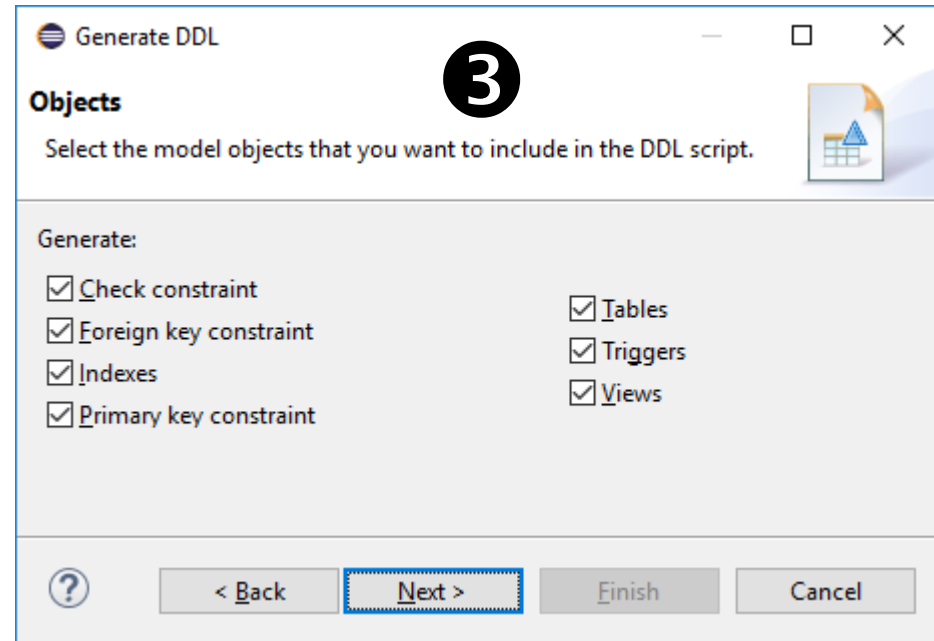 Generate DDL
3
Objects
Select the model objects that you want to include in the DDL script.
Generate:
Check constraint
Foreign key constraint
Indexes
Primary key constraint
Tables
Triggers
Views
?
< Back
Next >
Finish
Cancel